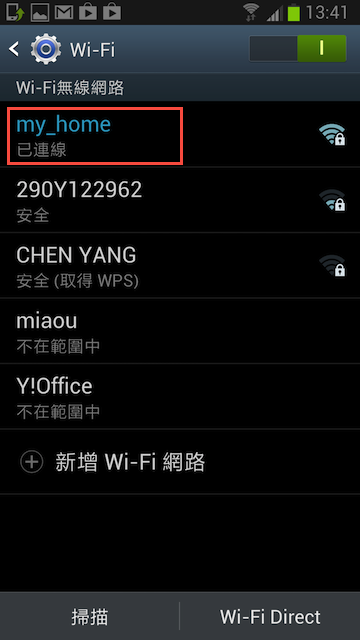 13:41
Wi-Fi
Wi-Fi無線網路
my_home
已連線
290Y122962
安全
CHEN YANG
安全 (取得 WPS)
miaou
不在範圍中
Y!Office
不在範圍中
新增 Wi-Fi 網路
掃描
Wi-Fi Direct